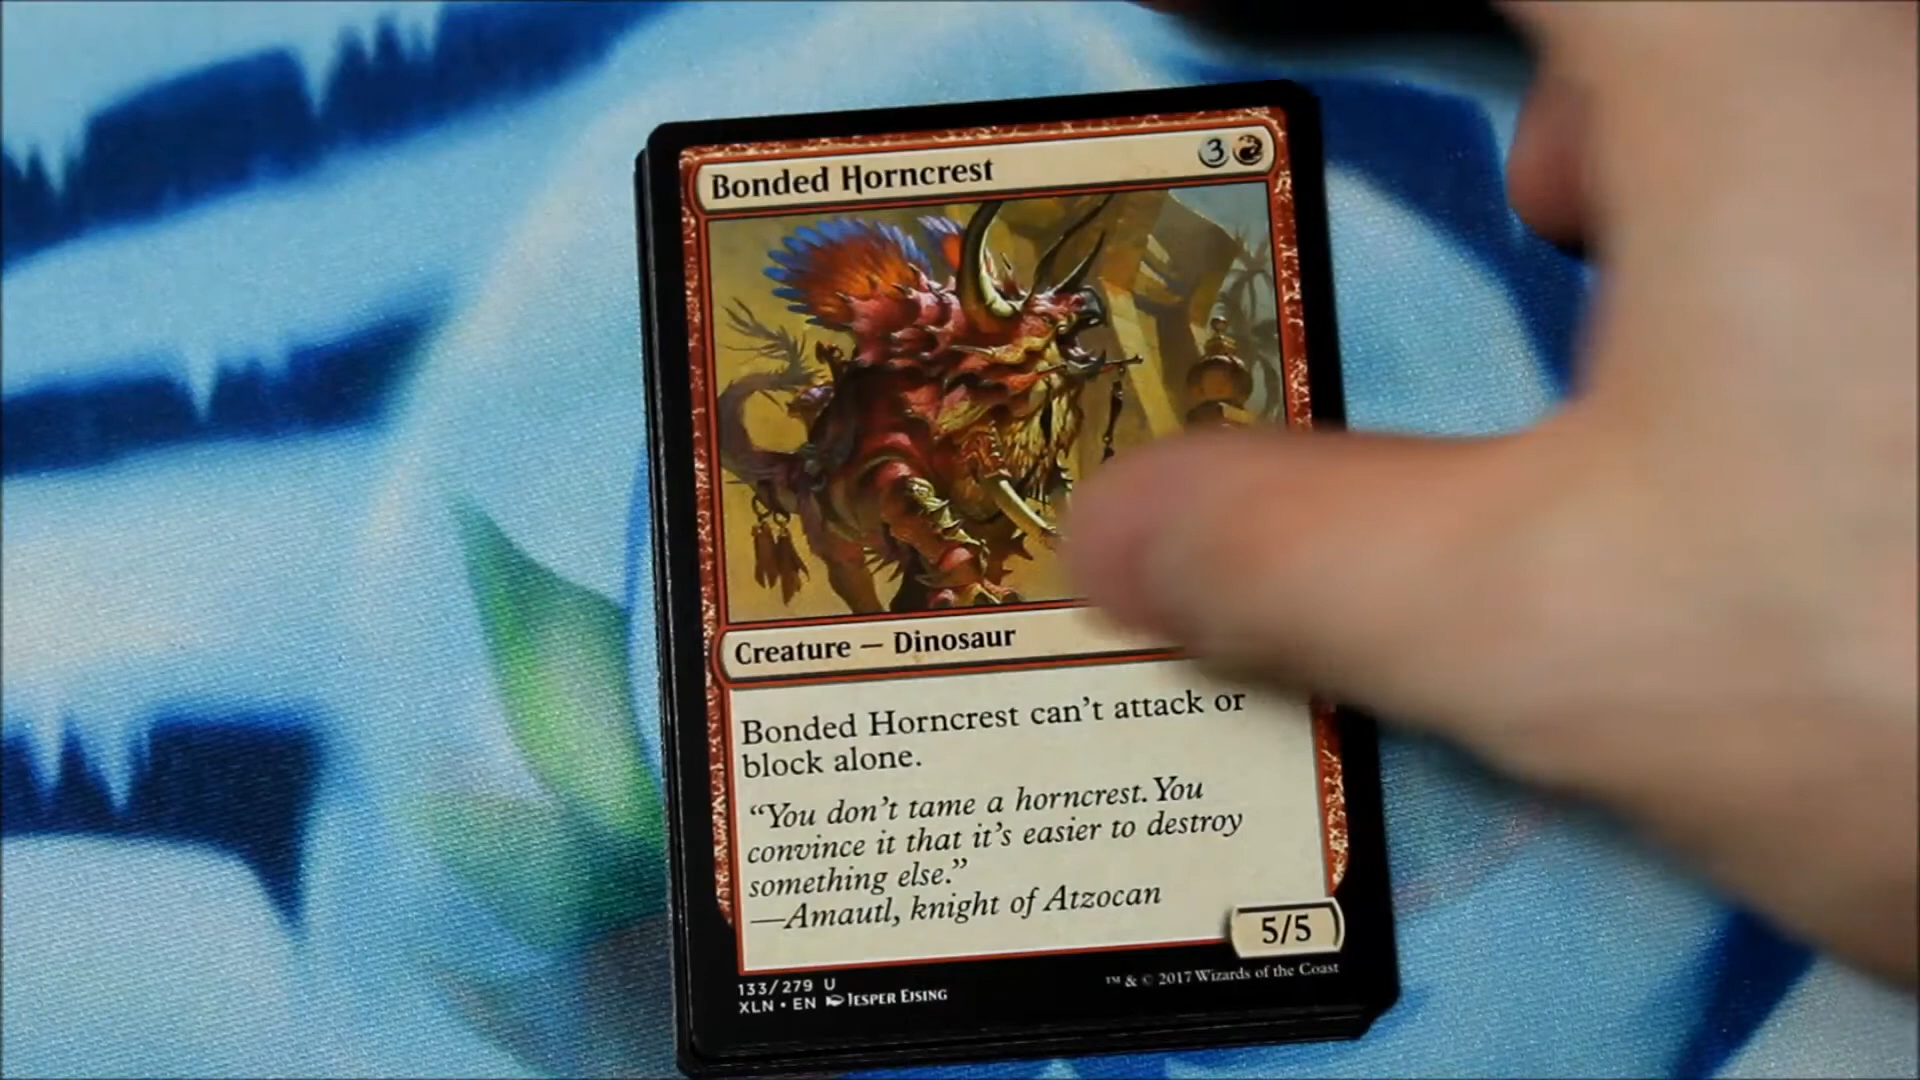 Bonded Horncrest 3
Creature — Dinosaur
Bonded Horncrest can't attack or
block alone.
"You don't tame a horncrest. You
convince it that it's easier to destroy
something else."
—Amautl, knight of Atzocan
5/5
133/279 U
XLN • EN JESPER EJSING
™ & © 2017 Wizards of the Coast